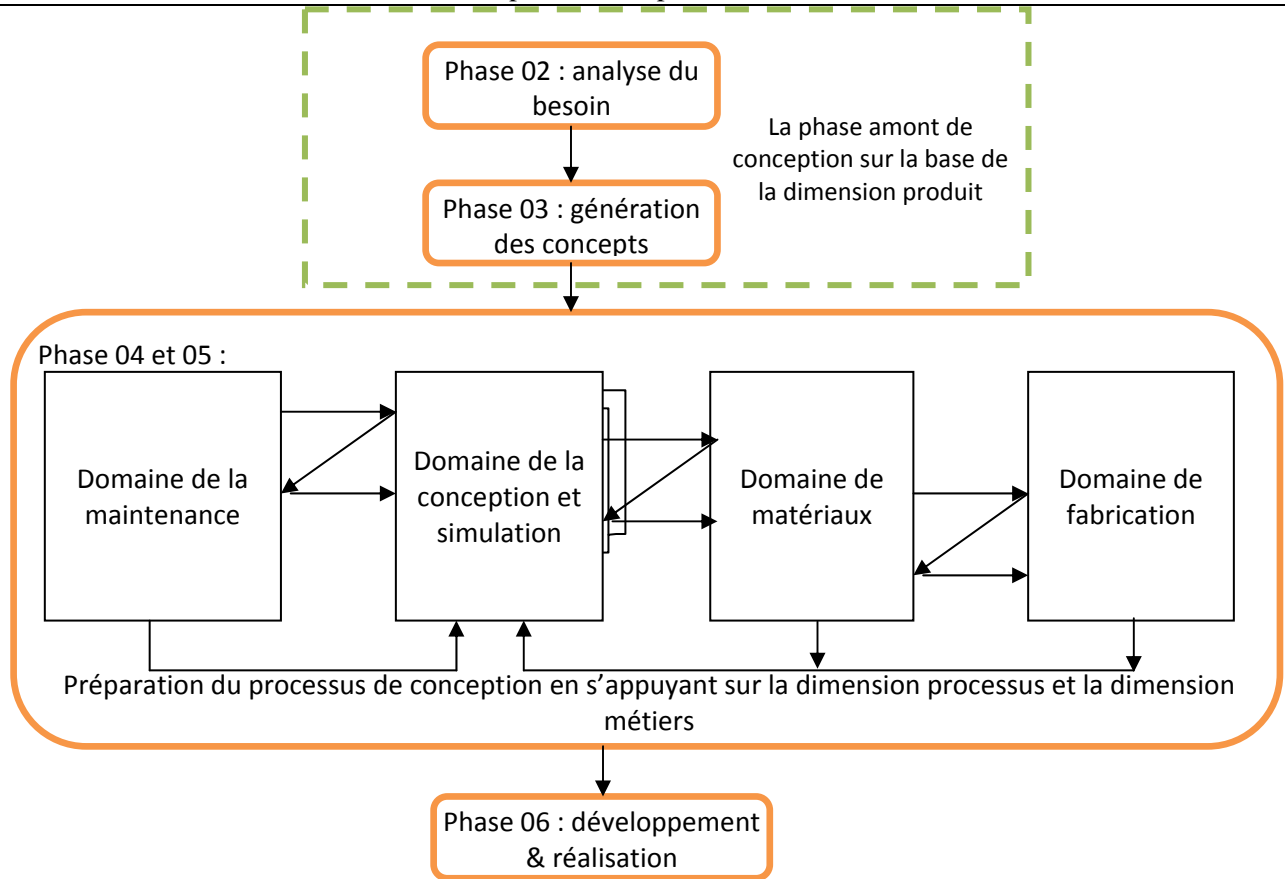 Phase 02 : analyse du
besoin
La phase amont de
conception sur la base de
la dimension produit
Phase 03 : génération
des concepts
Phase 04 et 05 :
Domaine de la
maintenance
Domaine de la
conception et
simulation
Domaine de
matériaux
Domaine de
fabrication
Préparation du processus de conception en s’appuyant sur la dimension processus et la dimension
métiers
Phase 06 : développement
& réalisation